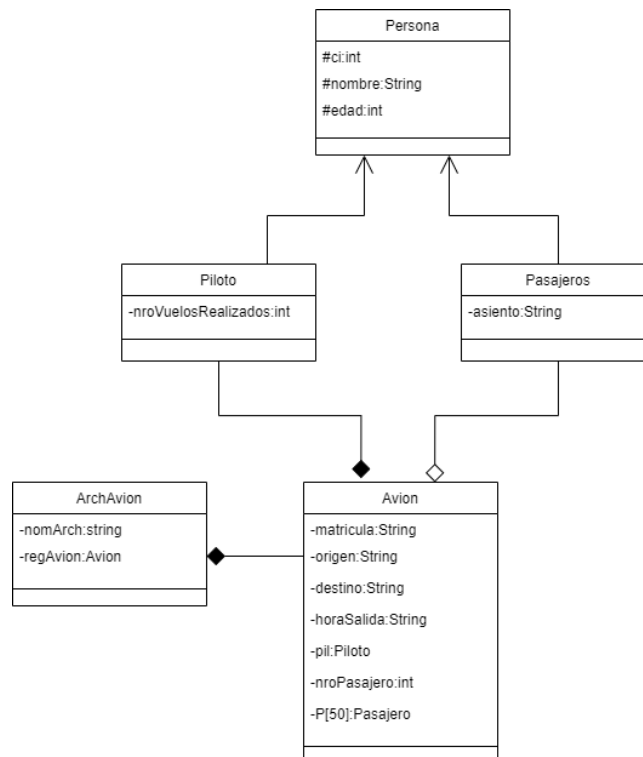 Persona
#ci:int
#nombre:String
#edad:int
Piloto
-nroVuelosRealizados:int
Pasajeros
-asiento:String
ArchAvion
-nomArch:string
-regAvion:Avion
Avion
-matricula:String
-origen:String
-destino:String
-horaSalida:String
-pil:Piloto
-nroPasajero:int
-P[50]:Pasajero